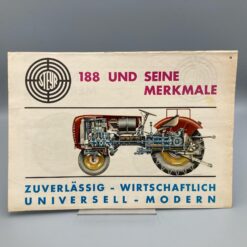 STEYR
188 UND SEINE
MERKMALE
ZUVERLÄSSIG - WIRTSCHAFTLICH
UNIVERSELL - MODERN